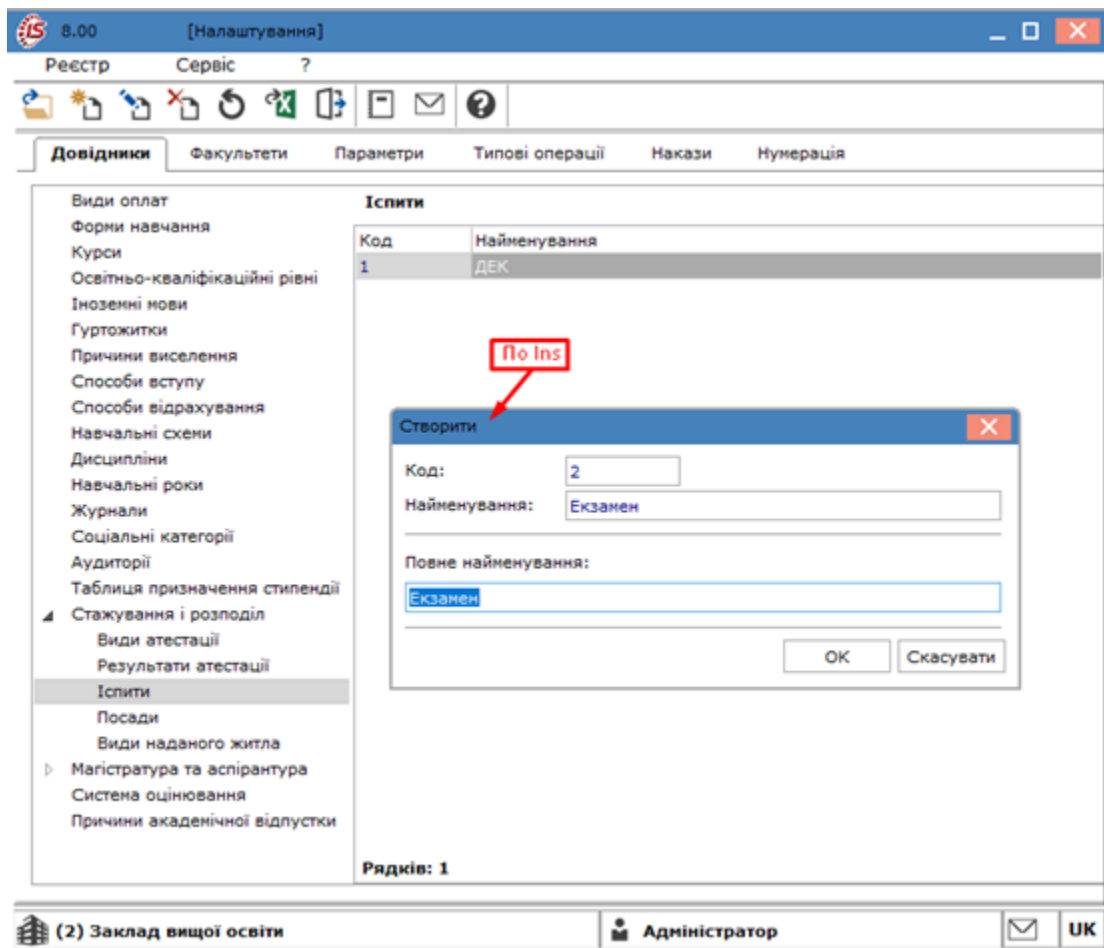 IS 8.00 [Налаштування]
Реєстр Сервіс ?
Довідники Факультети Параметри Типові операції Накази Нумерація
Види оплат
Форми навчання
Курси
Освітньо-кваліфікаційні рівні
Іноземні мови
Гуртожитки
Причини виселення
Способи вступу
Способи відрахування
Навчальні схеми
Дисципліни
Навчальні роки
Журнали
Соціальні категорії
Аудиторії
Таблиця призначення стипендії
Стажування і розподіл
Види атестації
Результати атестації
Іспити
Посади
Види наданого житла
Магістратура та аспірантура
Система оцінювання
Причини академічної відпустки
Іспити
Код Найменування
1 ДЕК
По Ins
Створити
Код: 2
Найменування: Екзамен
Повне найменування:
Екзамен
ОК Скасувати
Рядків: 1
(2) Заклад вищої освіти Адміністратор UK